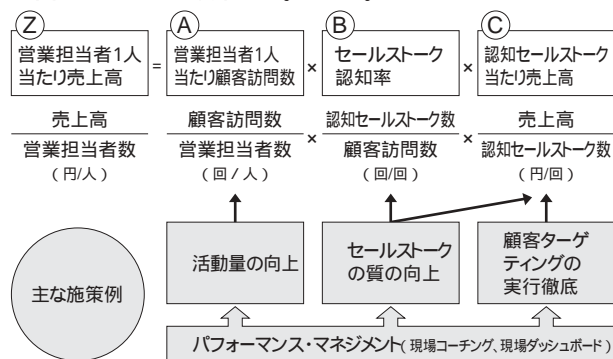 Z
営業担当者1人
当たり売上高
=
A
営業担当者1人
当たり顧客訪問数
×
B
セールストーク
認知率
×
C
認知セールストーク
当たり売上高
売上高
営業担当者数
（円/人）
顧客訪問数
営業担当者数
（回/人）
×
認知セールストーク数
顧客訪問数
（回/回）
×
売上高
認知セールストーク数
（円/回）
主な施策例
活動量の向上
セールストーク
の質の向上
顧客ターゲ
ティングの
実行徹底
パフォーマンス・マネジメント（現場コーチング、現場ダッシュボード）